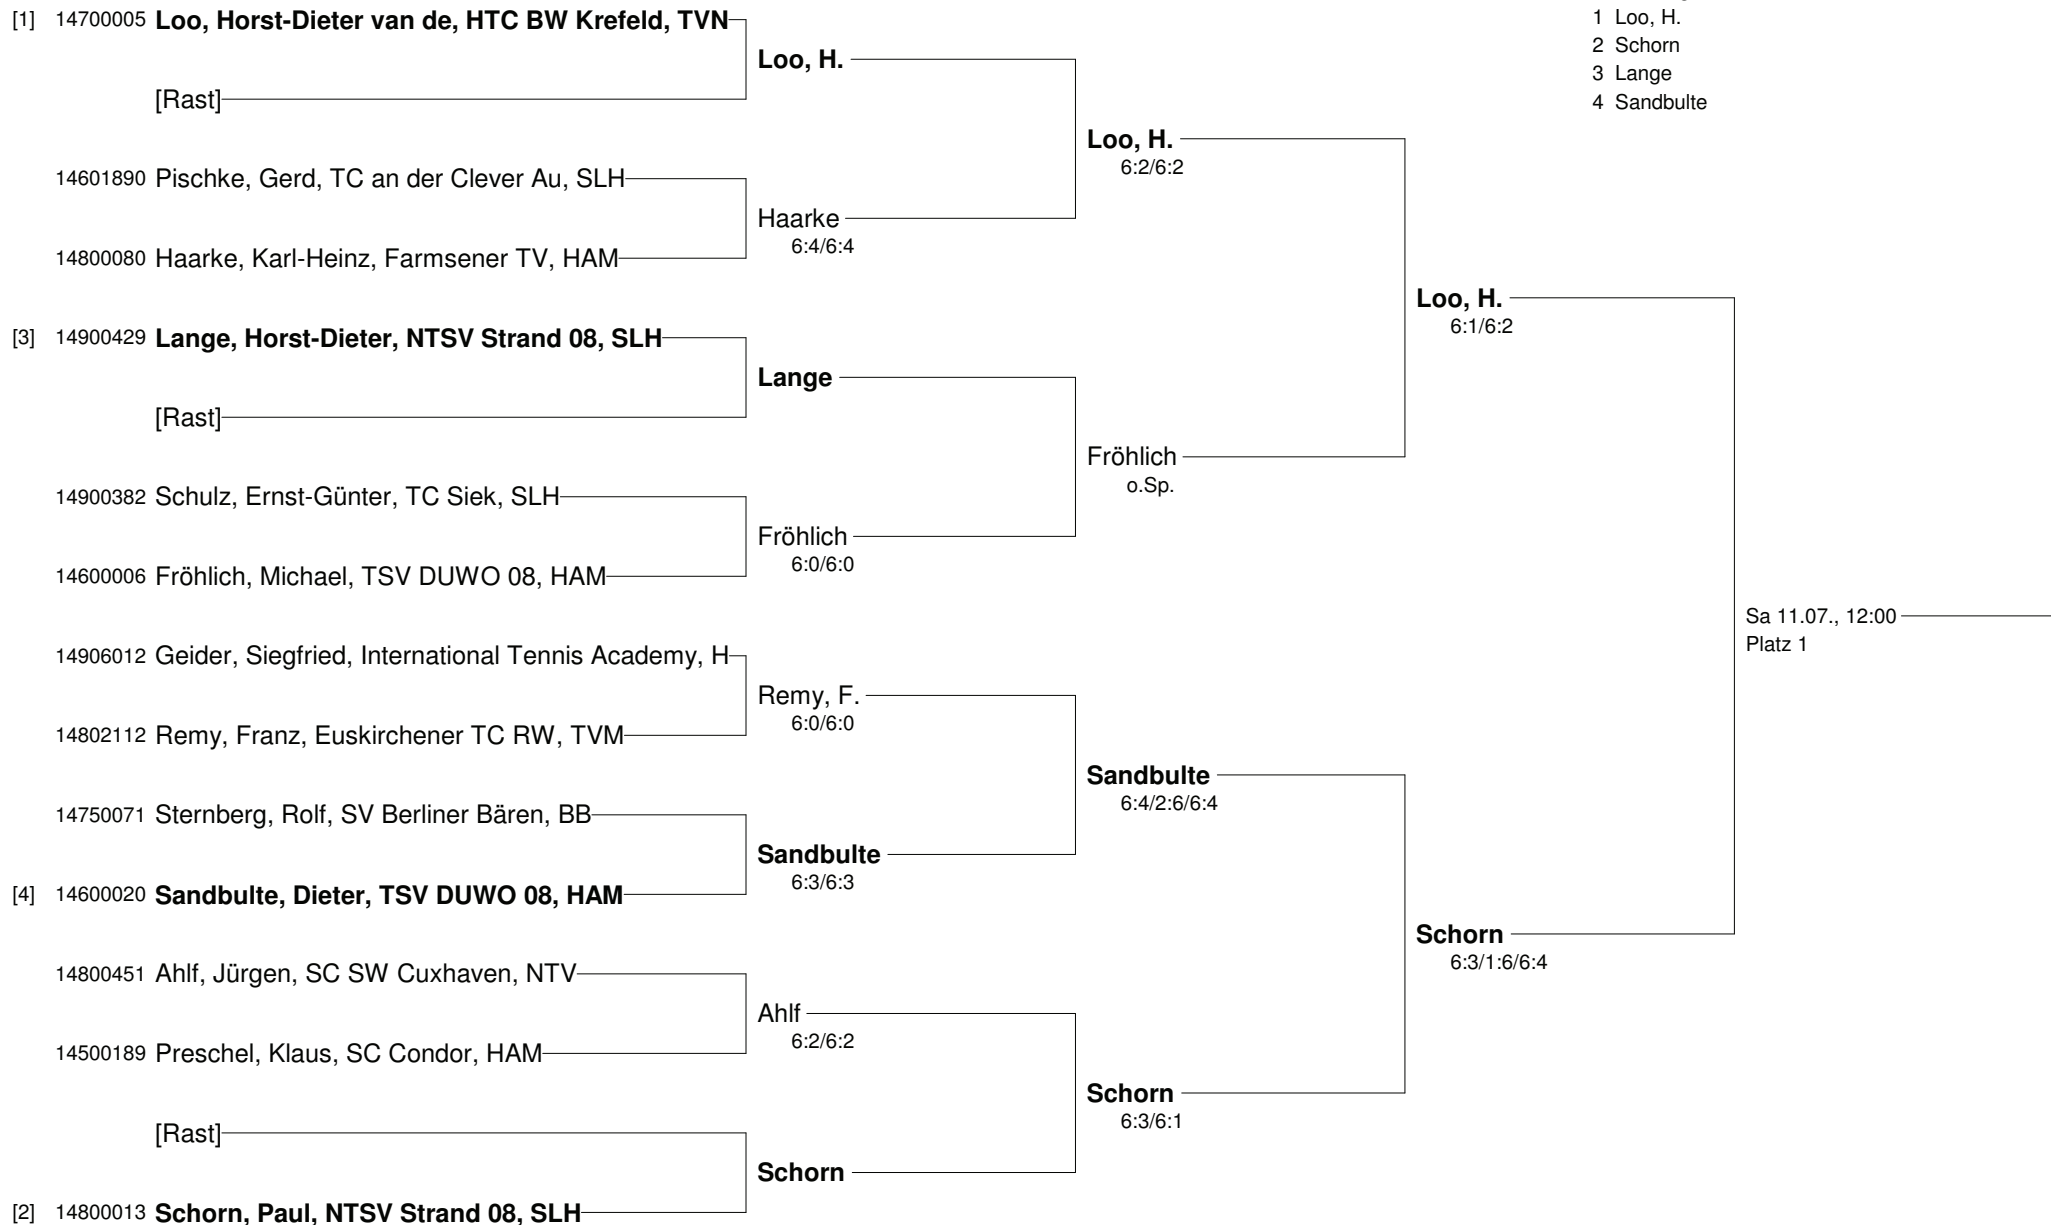 [1] 14700005 Loo, Horst-Dieter van de, HTC BW Krefeld, TVN
1 Loo, H.
2 Schorn
3 Lange
4 Sandbulte
Loo, H.
[Rast]
Loo, H.
6:2/6:2
14601890 Pischke, Gerd, TC an der Clever Au, SLH
Haarke
6:4/6:4
14800080 Haarke, Karl-Heinz, Farmsener TV, HAM
Loo, H.
6:1/6:2
[3] 14900429 Lange, Horst-Dieter, NTSV Strand 08, SLH
Lange
[Rast]
Fröhlich
o.Sp.
14900382 Schulz, Ernst-Günter, TC Siek, SLH
Fröhlich
6:0/6:0
14600006 Fröhlich, Michael, TSV DUWO 08, HAM
Sa 11.07., 12:00
Platz 1
14906012 Geider, Siegfried, International Tennis Academy, H
Remy, F.
6:0/6:0
14802112 Remy, Franz, Euskirchener TC RW, TVM
Sandbulte
6:4/2:6/6:4
14750071 Sternberg, Rolf, SV Berliner Bären, BB
Sandbulte
6:3/6:3
[4] 14600020 Sandbulte, Dieter, TSV DUWO 08, HAM
Schorn
6:3/1:6/6:4
14800451 Ahlf, Jürgen, SC SW Cuxhaven, NTV
Ahlf
6:2/6:2
14500189 Preschel, Klaus, SC Condor, HAM
Schorn
6:3/6:1
[Rast]
Schorn
[2] 14800013 Schorn, Paul, NTSV Strand 08, SLH